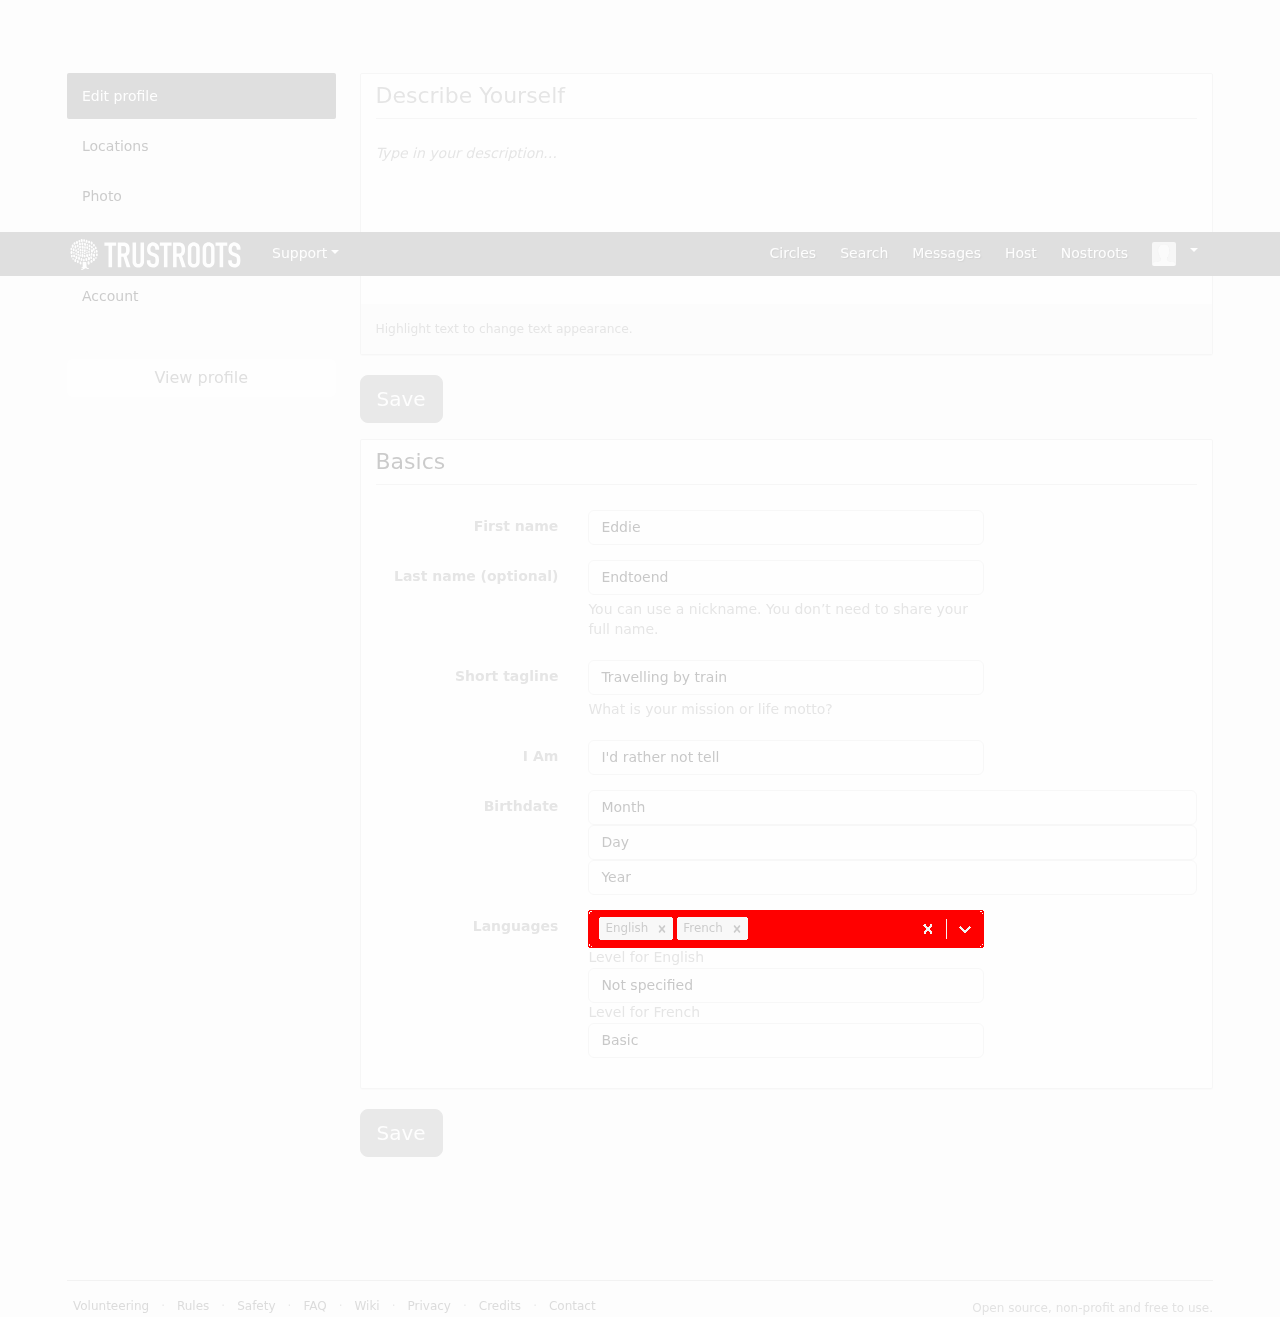 Edit profile
Locations
Photo
TRUSTROOTS Support Circles Search Messages Host Nostroots
Account
View profile
Describe Yourself
Type in your description…
Highlight text to change text appearance.
Save
Basics
First name
Eddie
Last name (optional)
Endtoend
You can use a nickname. You don’t need to share your
full name.
Short tagline
Travelling by train
What is your mission or life motto?
I Am
I'd rather not tell
Birthdate
Month
Day
Year
Languages
English French
Level for English
Not specified
Level for French
Basic
Save
Volunteering · Rules · Safety · FAQ · Wiki · Privacy · Credits · Contact
Open source, non-profit and free to use.